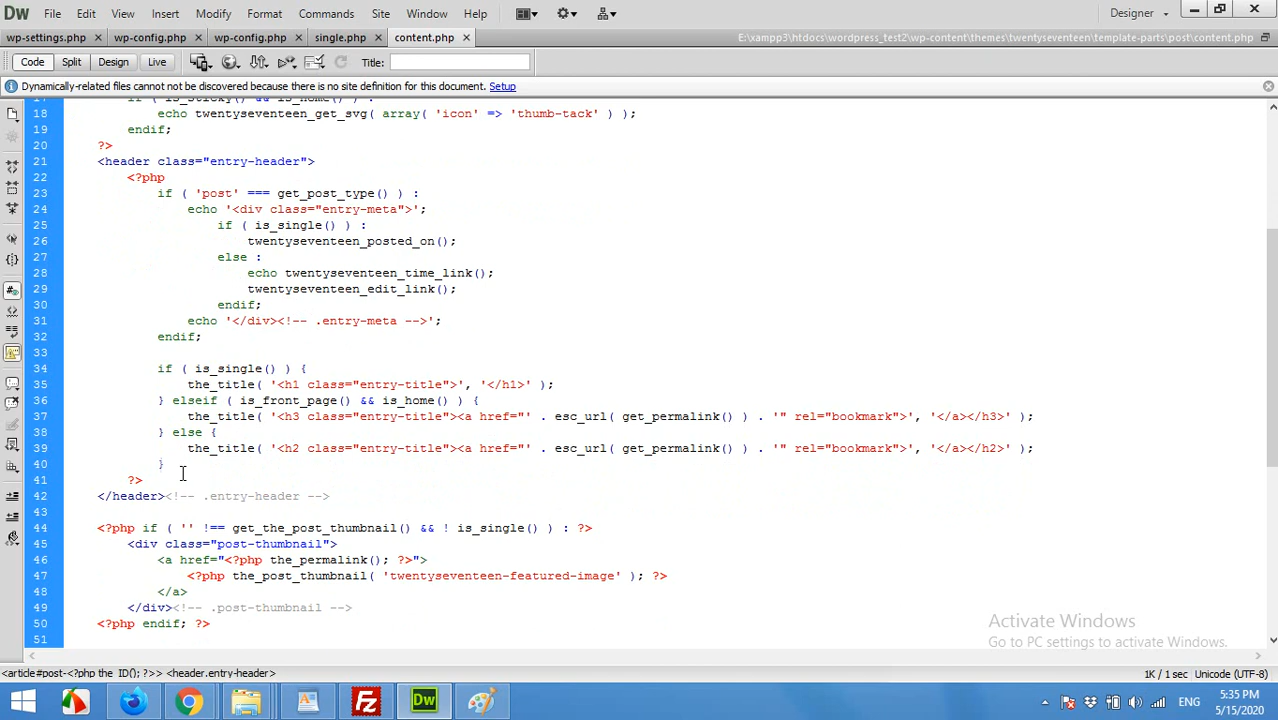 Dw File Edit View Insert Modify Format Commands Site Window Help Designer
wp-settings.php wp-config.php wp-config.php single.php content.php E:\xampp3\htdocs\wordpress_test2\wp-content\themes\twentyseventeen\template-parts\post\content.php
Code Split Design Live Title:
Dynamically-related files cannot not be discovered because there is no site definition for this document. Setup
17 if ( is_sticky() && is_home() ) :
18 echo twentyseventeen_get_svg( array( 'icon' => 'thumb-tack' ) );
19 endif;
20 ?>
21 <header class="entry-header">
22 <?php
23 if ( 'post' === get_post_type() ) :
24 echo '<div class="entry-meta">';
25 if ( is_single() ) :
26 twentyseventeen_posted_on();
27 else :
28 echo twentyseventeen_time_link();
29 twentyseventeen_edit_link();
30 endif;
31 echo '</div><!-- .entry-meta -->';
32 endif;
33
34 if ( is_single() ) {
35 the_title( '<h1 class="entry-title">', '</h1>' );
36 } elseif ( is_front_page() && is_home() ) {
37 the_title( '<h3 class="entry-title"><a href="' . esc_url( get_permalink() ) . '" rel="bookmark">', '</a></h3>' );
38 } else {
39 the_title( '<h2 class="entry-title"><a href="' . esc_url( get_permalink() ) . '" rel="bookmark">', '</a></h2>' );
40 }
41 ?>
42 </header><!-- .entry-header -->
43
44 <?php if ( '' !== get_the_post_thumbnail() && ! is_single() ) : ?>
45 <div class="post-thumbnail">
46 <a href="<?php the_permalink(); ?>">
47 <?php the_post_thumbnail( 'twentyseventeen-featured-image' ); ?>
48 </a>
49 </div><!-- .post-thumbnail -->
50 <?php endif; ?>
51
Activate Windows
Go to PC settings to activate Windows.
<article#post-<?php the_ID(); ?>> <header.entry-header> 1K / 1 sec Unicode (UTF-8)
Fz Dw ENG 5:35 PM
5/15/2020